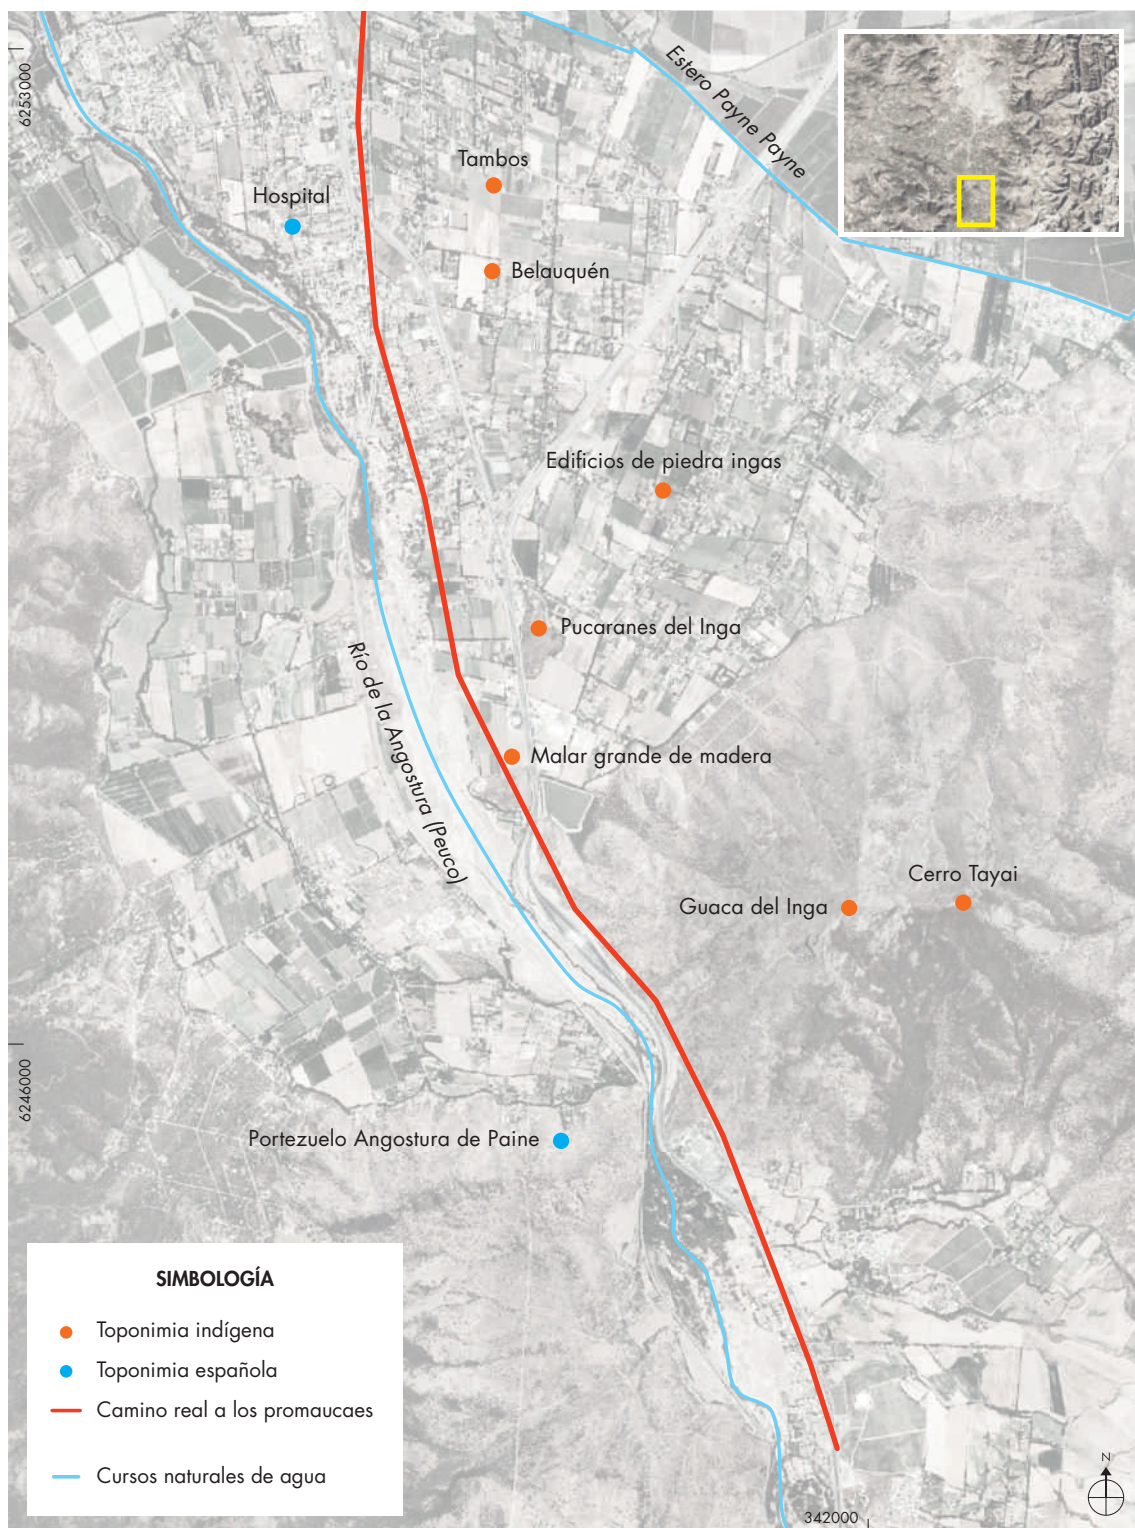 6253000
Estero Payne Payne
Tambos
Hospital
Belauquén
Edificios de piedra ingas
Pucaranes del Inga
Río de la Angostura (Peuco)
Malar grande de madera
Cerro Tayai
Guaca del Inga
6246000
Portezuelo Angostura de Paine
SIMBOLOGÍA
Toponimia indígena
Toponimia española
Camino real a los promaucaes
Cursos naturales de agua
N
342000